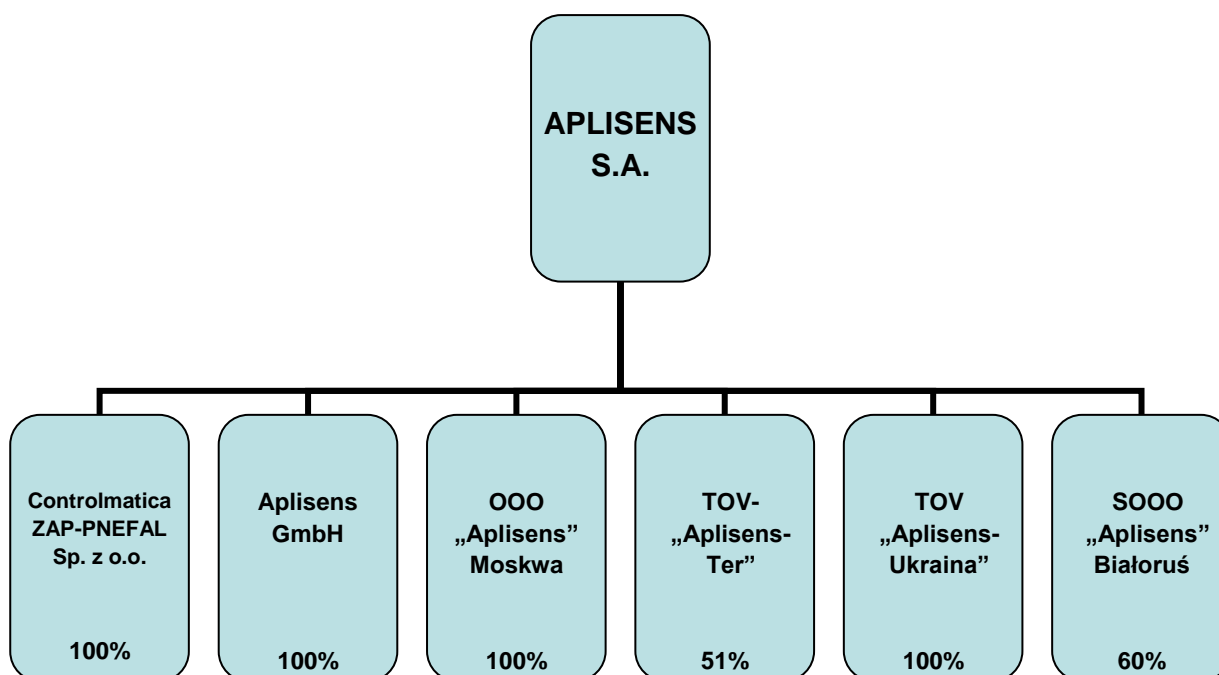 APLISENS
S.A.
Controlmatica
ZAP-PNEFAL
Sp. z o.o.
100%
Aplisens
GmbH
100%
OOO
„Aplisens”
Moskwa
100%
TOV-
„Aplisens-
Ter”
51%
TOV
„Aplisens-
Ukraina”
100%
SOOO
„Aplisens”
Białoruś
60%